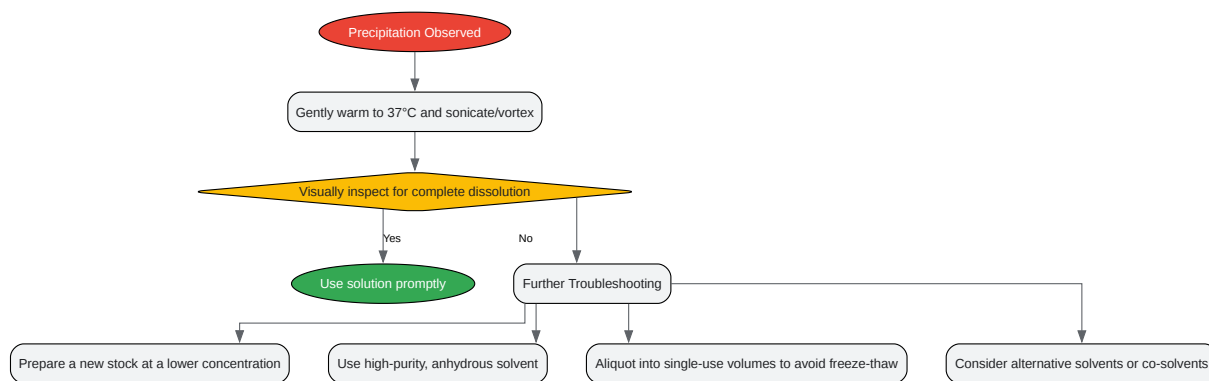 Precipitation Observed
Gently warm to 37°C and sonicate/vortex
Visually inspect for complete dissolution
Yes
No
Use solution promptly
Further Troubleshooting
Prepare a new stock at a lower concentration
Use high-purity, anhydrous solvent
Aliquot into single-use volumes to avoid freeze-thaw
Consider alternative solvents or co-solvents